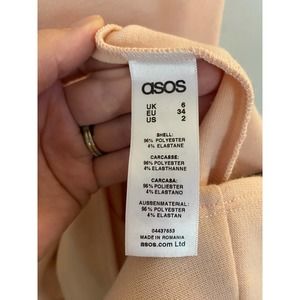 asos
UK 6
EU 34
US 2
SHELL:
96% POLYESTER
4% ELASTANE
CARCASSE:
96% POLYESTER
4% ELASTHANNE
CARCASA:
96% POLIESTER
4% ELASTANO
AUSSENMATERIAL:
96% POLYESTER
4% ELASTAN
04437653
MADE IN ROMANIA
asos.com Ltd